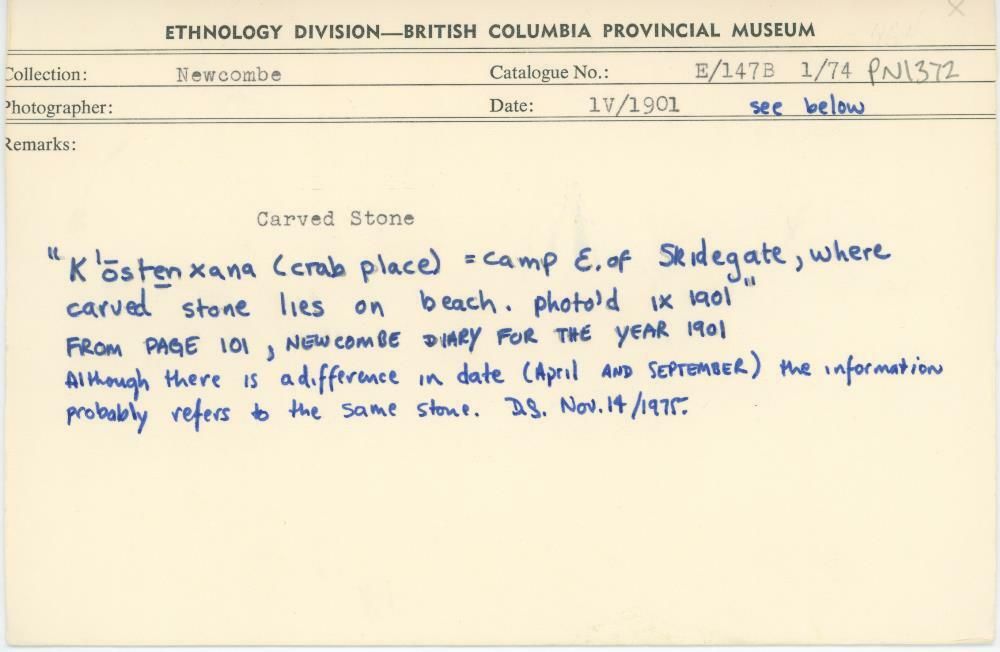 ETHNOLOGY DIVISION—BRITISH COLUMBIA PROVINCIAL MUSEUM
Collection: Newcombe Catalogue No.: E/147B 1/74 PN1372
Photographer: Date: 1V/1901 see below
Remarks:
Carved Stone
"K'ōstenxana (crab place) = camp E. of Skidegate, where
carved stone lies on beach. photo'd IX 1901"
FROM PAGE 101, NEWCOMBE DIARY FOR THE YEAR 1901
Although there is a difference in date (April AND SEPTEMBER) the information
probably refers to the same stone. D.S. Nov. 14/1975.